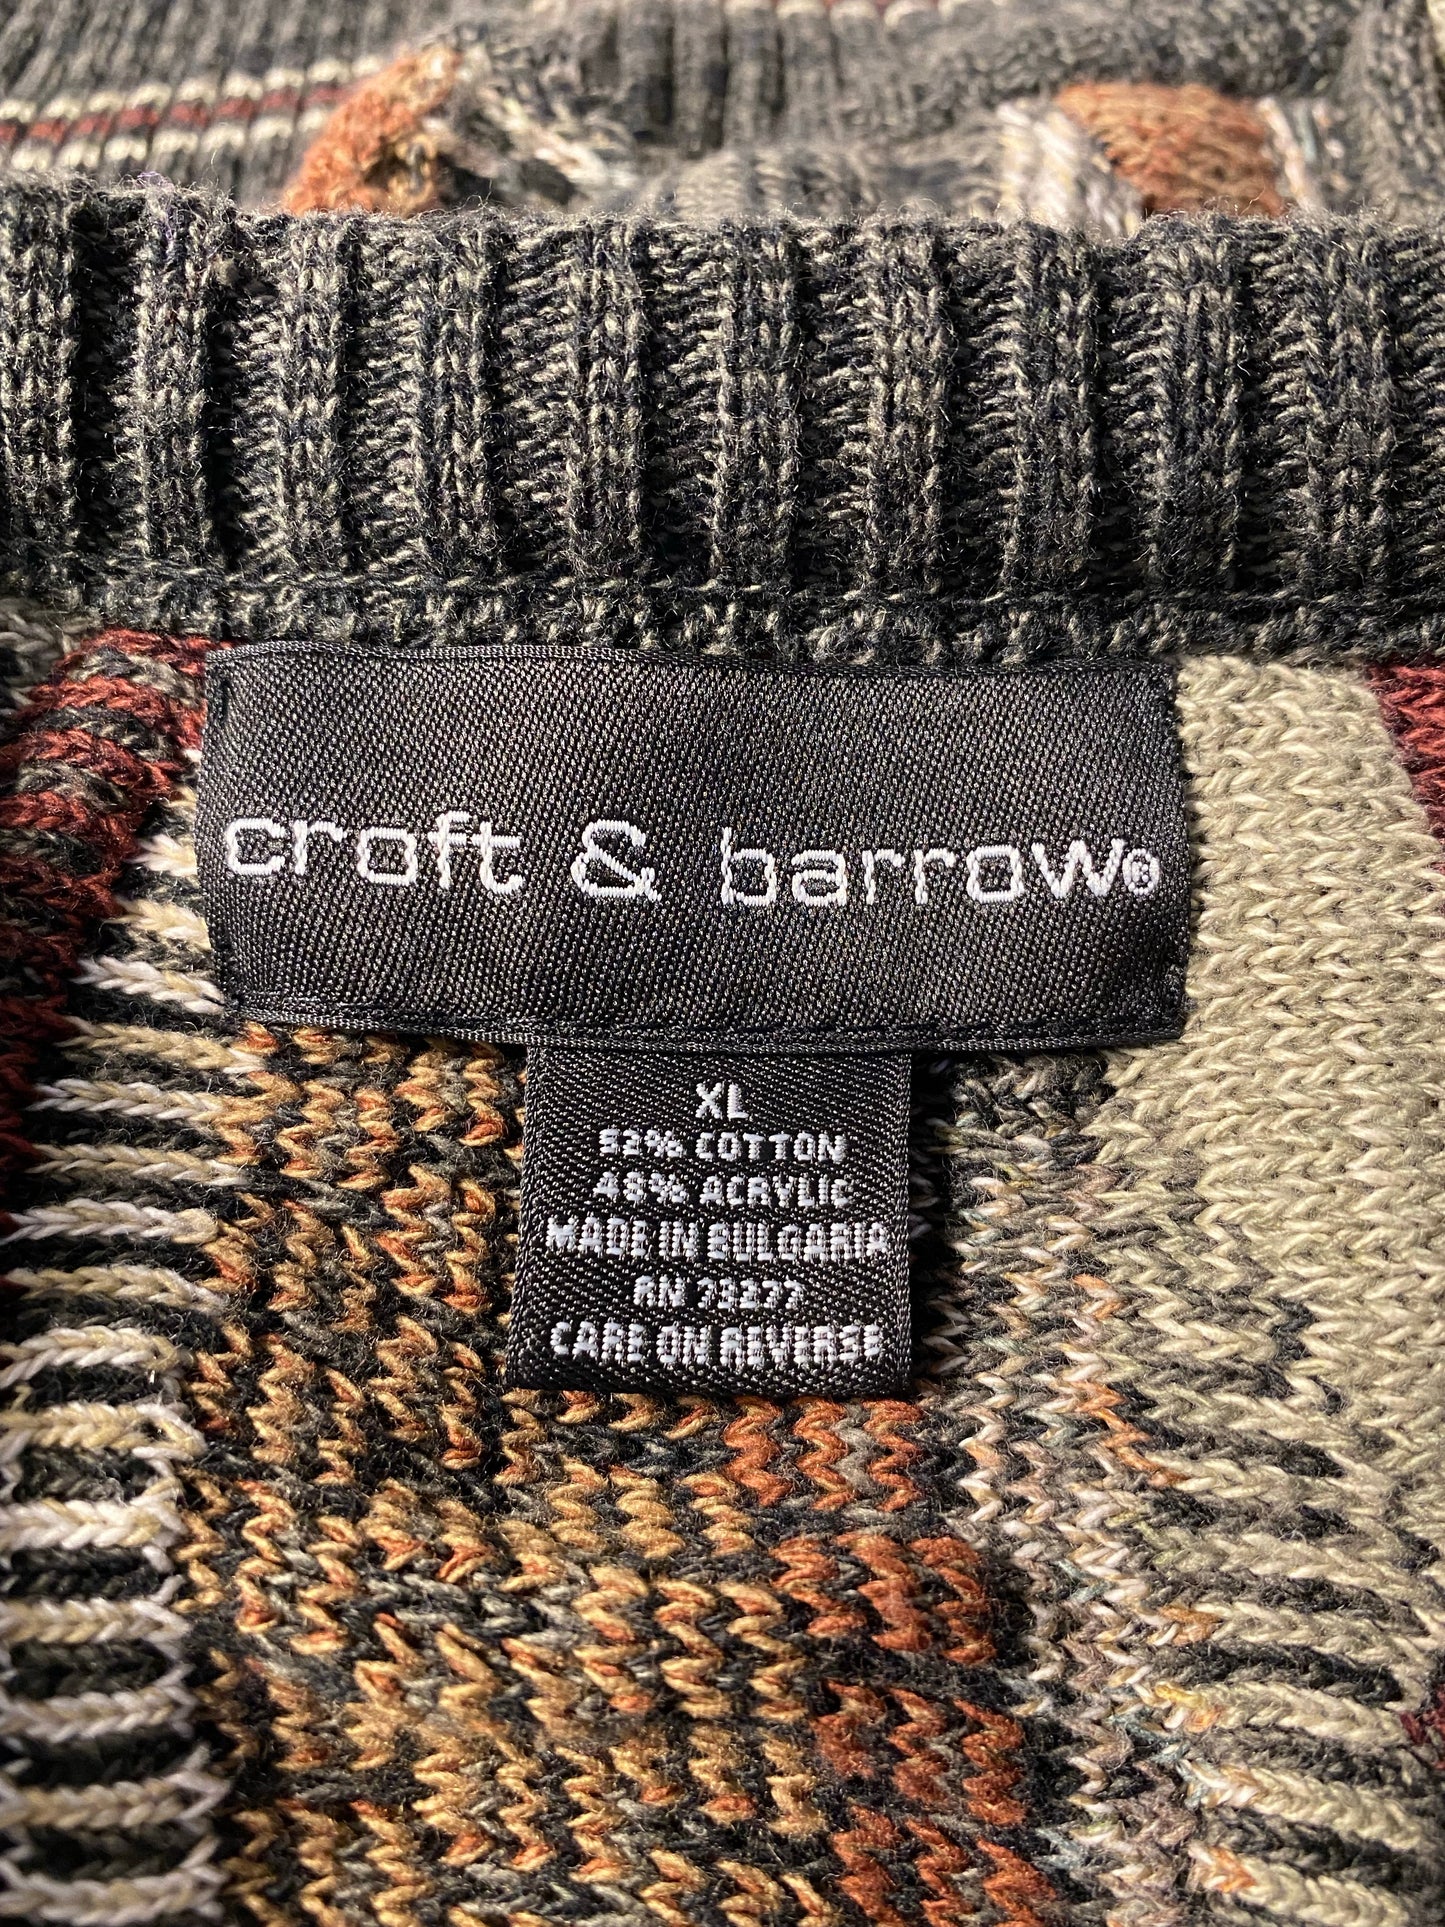 croft & barrow®
XL
52% COTTON
48% ACRYLIC
MADE IN BULGARIA
RN 73277
CARE ON REVERSE